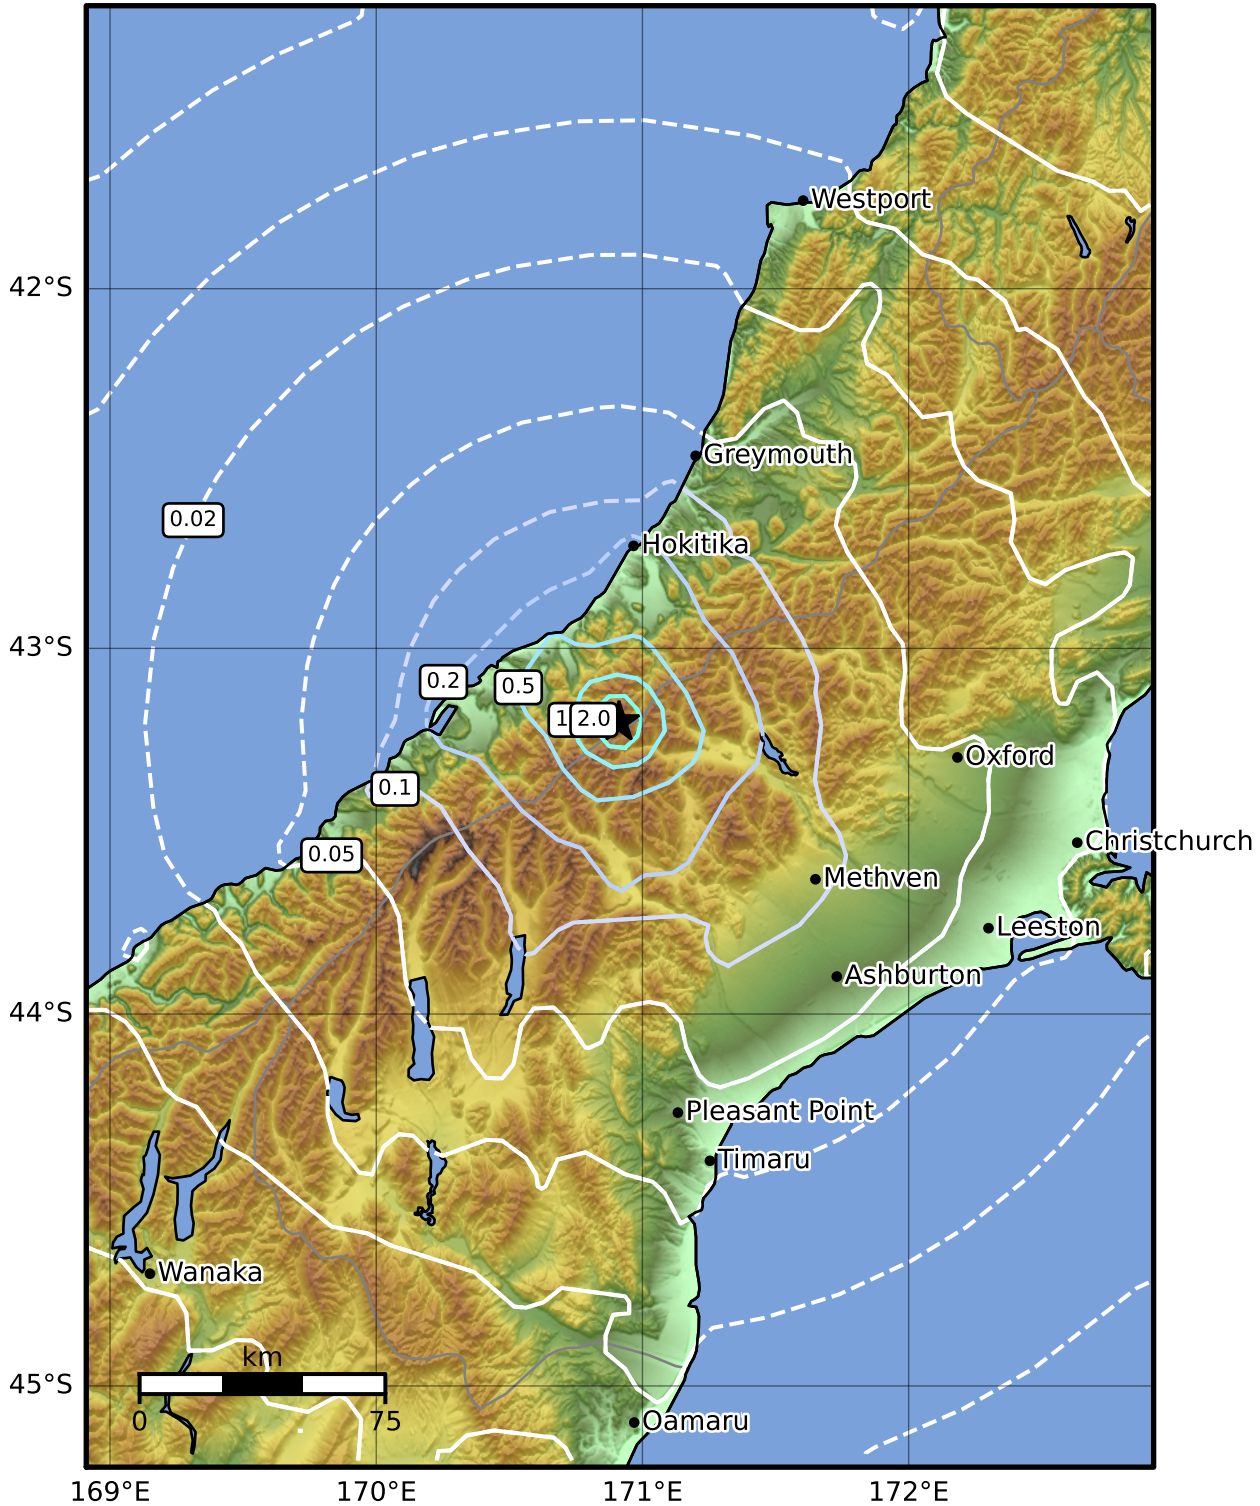 Westport
42°S
Greymouth
0.02
Hokitika
43°S
0.2
0.5
1
2.0
Oxford
0.1
Christchurch
0.05
Methven
Leeston
Ashburton
44°S
Pleasant Point
Timaru
Wanaka
km
45°S
0
75
Oamaru
169°E
170°E
171°E
172°E